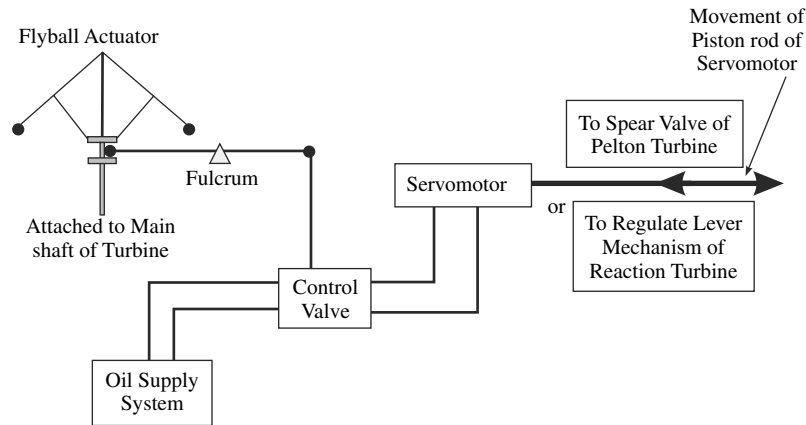 Movement of
Piston rod of
Servomotor
Flyball Actuator
To Spear Valve of
Pelton Turbine
Fulcrum
Servomotor
or
Attached to Main
shaft of Turbine
To Regulate Lever
Mechanism of
Reaction Turbine
Control
Valve
Oil Supply
System